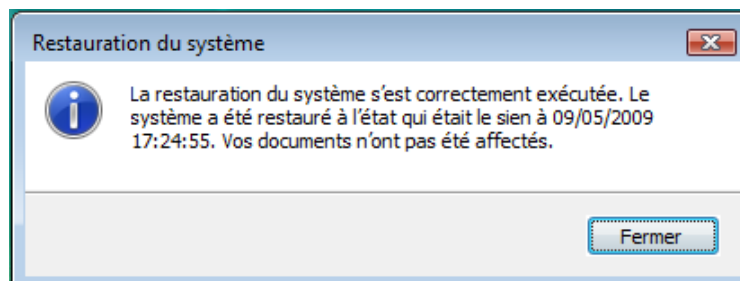 Restauration du système
La restauration du système s'est correctement exécutée. Le
système a été restauré à l'état qui était le sien à 09/05/2009
17:24:55. Vos documents n'ont pas été affectés.
Fermer